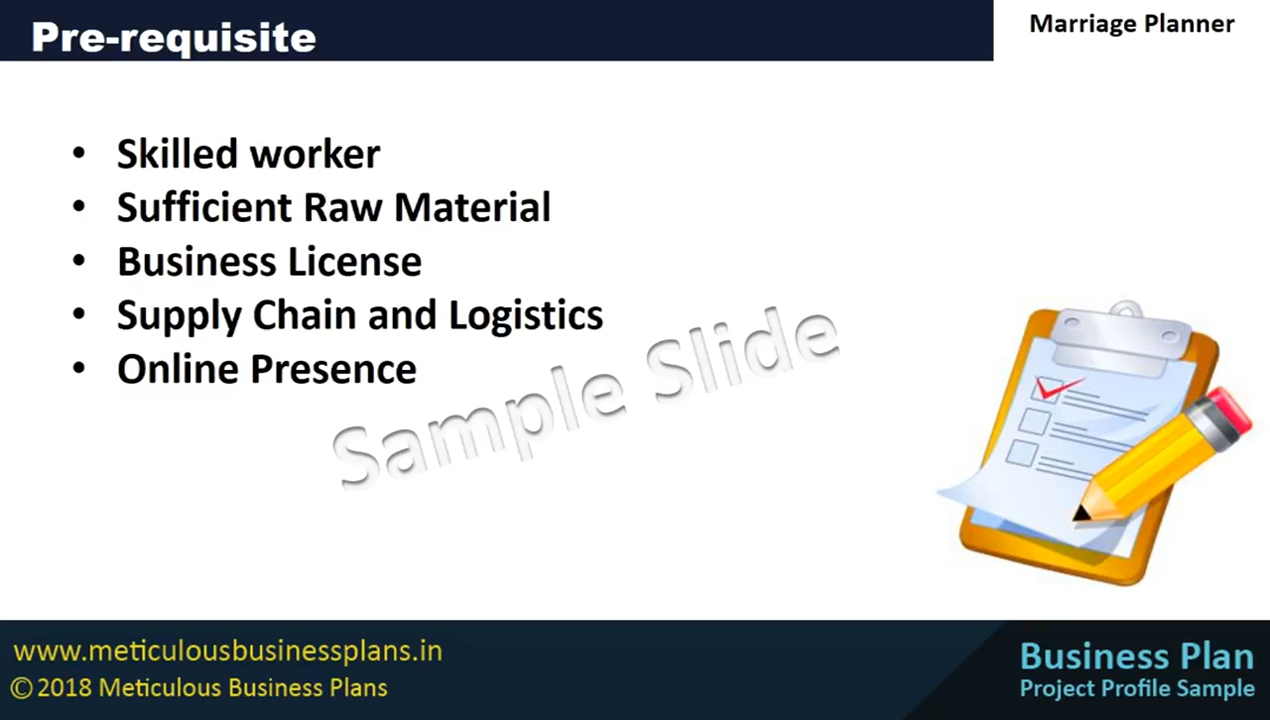 Pre-requisite
Marriage Planner
• Skilled worker
• Sufficient Raw Material
• Business License
• Supply Chain and Logistics
• Online Presence
Sample Slide
www.meticulousbusinessplans.in
© 2018 Meticulous Business Plans
Business Plan
Project Profile Sample